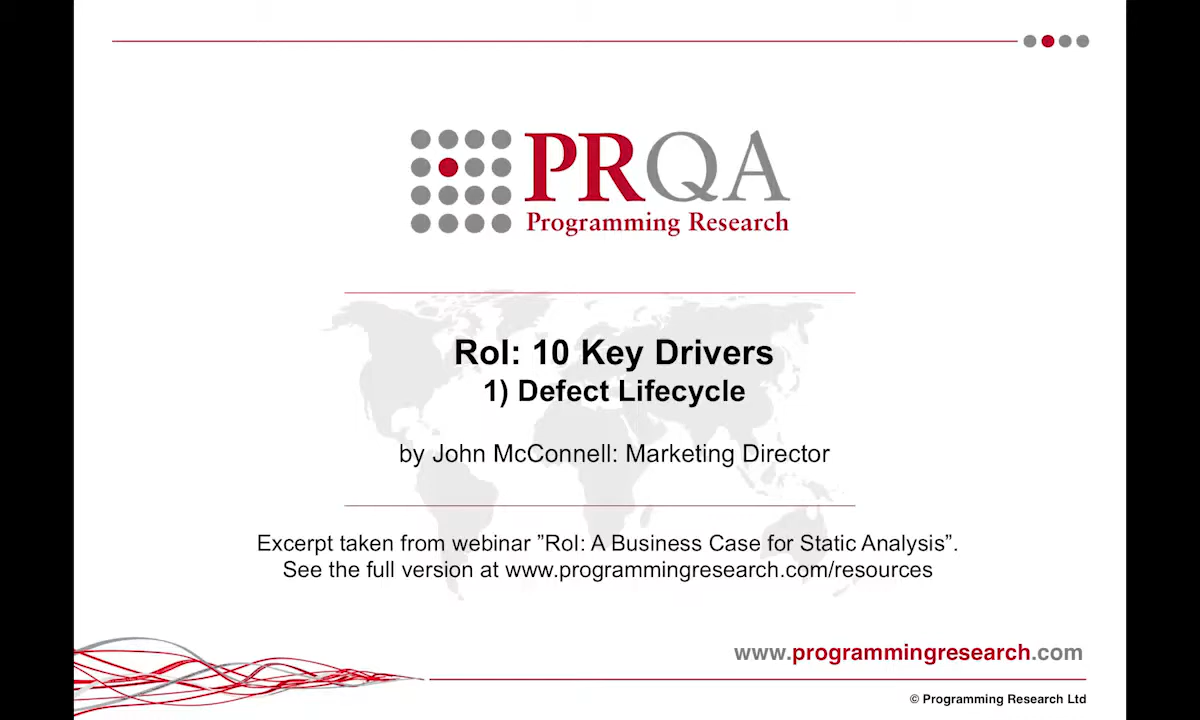 PRQA
Programming Research
RoI: 10 Key Drivers
1) Defect Lifecycle
by John McConnell: Marketing Director
Excerpt taken from webinar ”RoI: A Business Case for Static Analysis”.
See the full version at www.programmingresearch.com/resources
www.programmingresearch.com
© Programming Research Ltd